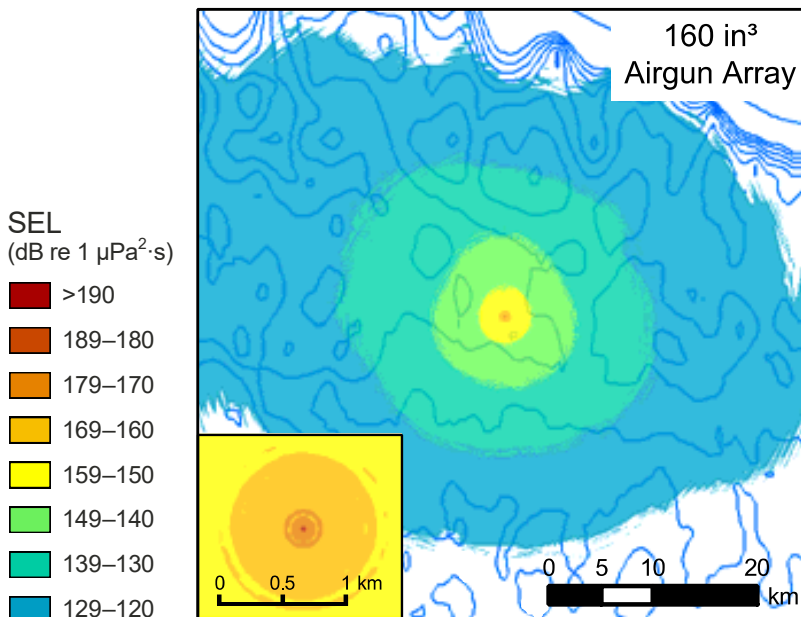 160 in³
Airgun Array
SEL
(dB re 1 µPa²·s)
>190
189–180
179–170
169–160
159–150
149–140
139–130
129–120
0 0.5 1 km
0 5 10 20
km